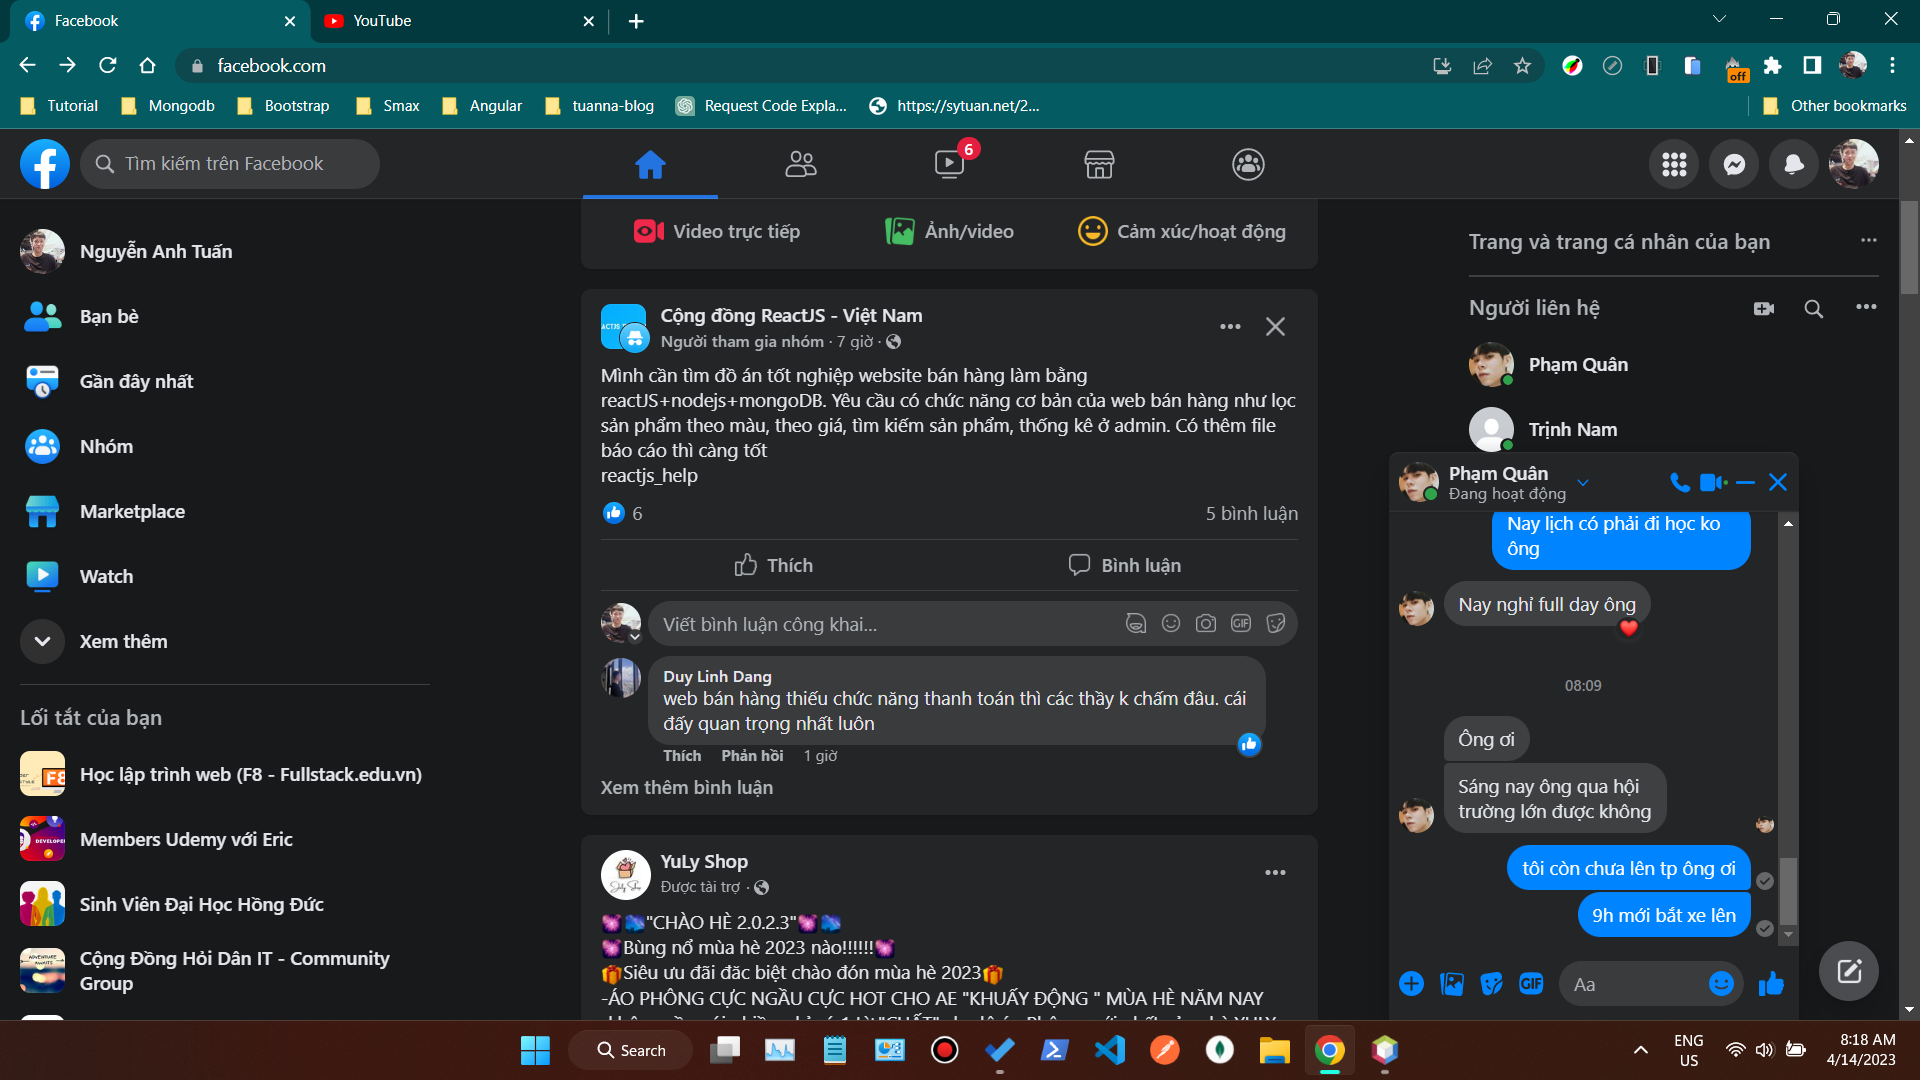 Facebook
YouTube
facebook.com
off
Tutorial
Mongodb
Bootstrap
Smax
Angular
tuanna-blog
Request Code Expla...
https://sytuan.net/2...
Other bookmarks
Tìm kiếm trên Facebook
6
Nguyễn Anh Tuấn
Bạn bè
Gần đây nhất
Nhóm
Marketplace
Watch
Xem thêm
Lối tắt của bạn
Học lập trình web (F8 - Fullstack.edu.vn)
Members Udemy với Eric
Sinh Viên Đại Học Hồng Đức
Cộng Đồng Hỏi Dân IT - Community
Group
Video trực tiếp
Ảnh/video
Cảm xúc/hoạt động
Cộng đồng ReactJS - Việt Nam
Người tham gia nhóm · 7 giờ ·
Mình cần tìm đồ án tốt nghiệp website bán hàng làm bằng
reactJS+nodejs+mongoDB. Yêu cầu có chức năng cơ bản của web bán hàng như lọc
sản phẩm theo màu, theo giá, tìm kiếm sản phẩm, thống kê ở admin. Có thêm file
báo cáo thì càng tốt
reactjs_help
6
5 bình luận
Thích
Bình luận
Viết bình luận công khai...
GIF
Duy Linh Dang
web bán hàng thiếu chức năng thanh toán thì các thầy k chấm đâu. cái
đấy quan trọng nhất luôn
Thích Phản hồi 1 giờ
Xem thêm bình luận
YuLy Shop
Được tài trợ ·
"CHÀO HÈ 2.0.2.3"
Bùng nổ mùa hè 2023 nào!!!!!!
Siêu ưu đãi đặc biệt chào đón mùa hè 2023
-ÁO PHÔNG CỰC NGẦU CỰC HOT CHO AE "KHUẤY ĐỘNG " MÙA HÈ NĂM NAY
Trang và trang cá nhân của bạn
Người liên hệ
Phạm Quân
Trịnh Nam
Phạm Quân
Đang hoạt động
Nay lịch có phải đi học ko
ông
Nay nghỉ full day ông
08:09
Ông ơi
Sáng nay ông qua hội
trường lớn được không
tôi còn chưa lên tp ông ơi
9h mới bắt xe lên
GIF
Aa
Search
ENG
US
8:18 AM
4/14/2023